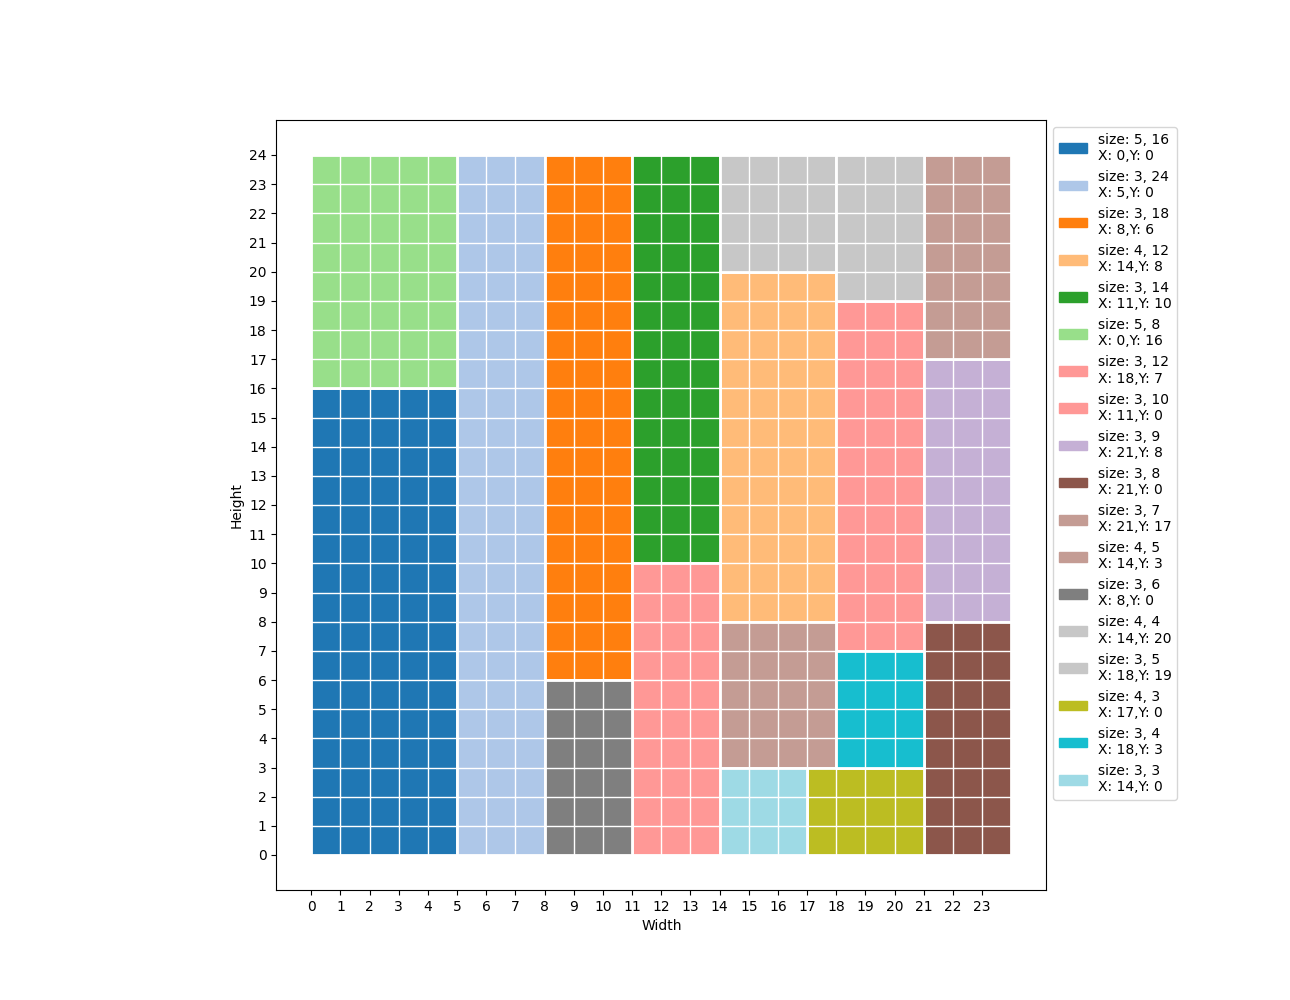 24
23
22
21
20
19
18
17
16
15
14
13
12
11
10
9
8
7
6
5
4
3
2
1
0
Height
0 1 2 3 4 5 6 7 8 9 10 11 12 13 14 15 16 17 18 19 20 21 22 23
Width
size: 5, 16
X: 0,Y: 0
size: 3, 24
X: 5,Y: 0
size: 3, 18
X: 8,Y: 6
size: 4, 12
X: 14,Y: 8
size: 3, 14
X: 11,Y: 10
size: 5, 8
X: 0,Y: 16
size: 3, 12
X: 18,Y: 7
size: 3, 10
X: 11,Y: 0
size: 3, 9
X: 21,Y: 8
size: 3, 8
X: 21,Y: 0
size: 3, 7
X: 21,Y: 17
size: 4, 5
X: 14,Y: 3
size: 3, 6
X: 8,Y: 0
size: 4, 4
X: 14,Y: 20
size: 3, 5
X: 18,Y: 19
size: 4, 3
X: 17,Y: 0
size: 3, 4
X: 18,Y: 3
size: 3, 3
X: 14,Y: 0